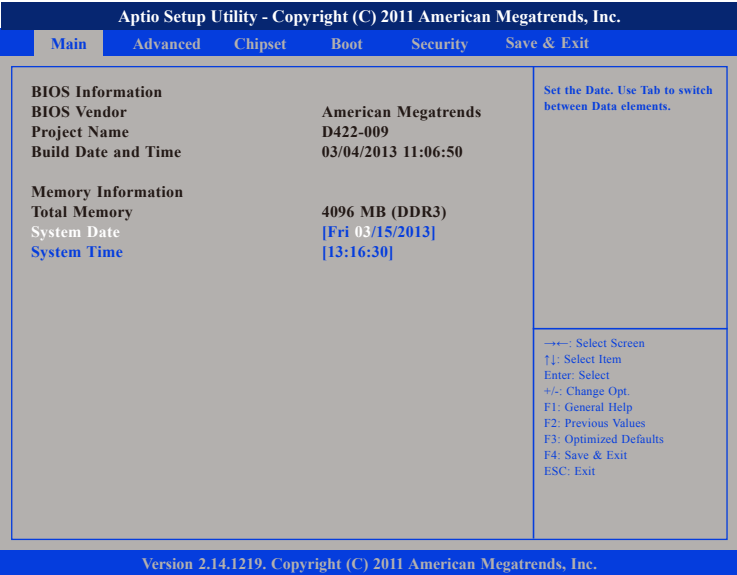 Aptio Setup Utility - Copyright (C) 2011 American Megatrends, Inc.
Main Advanced Chipset Boot Security Save & Exit
BIOS Information
BIOS Vendor American Megatrends
Project Name D422-009
Build Date and Time 03/04/2013 11:06:50
Memory Information
Total Memory 4096 MB (DDR3)
System Date [Fri 03/15/2013]
System Time [13:16:30]
Set the Date. Use Tab to switch
between Data elements.
→←: Select Screen
↑↓: Select Item
Enter: Select
+/-: Change Opt.
F1: General Help
F2: Previous Values
F3: Optimized Defaults
F4: Save & Exit
ESC: Exit
Version 2.14.1219. Copyright (C) 2011 American Megatrends, Inc.